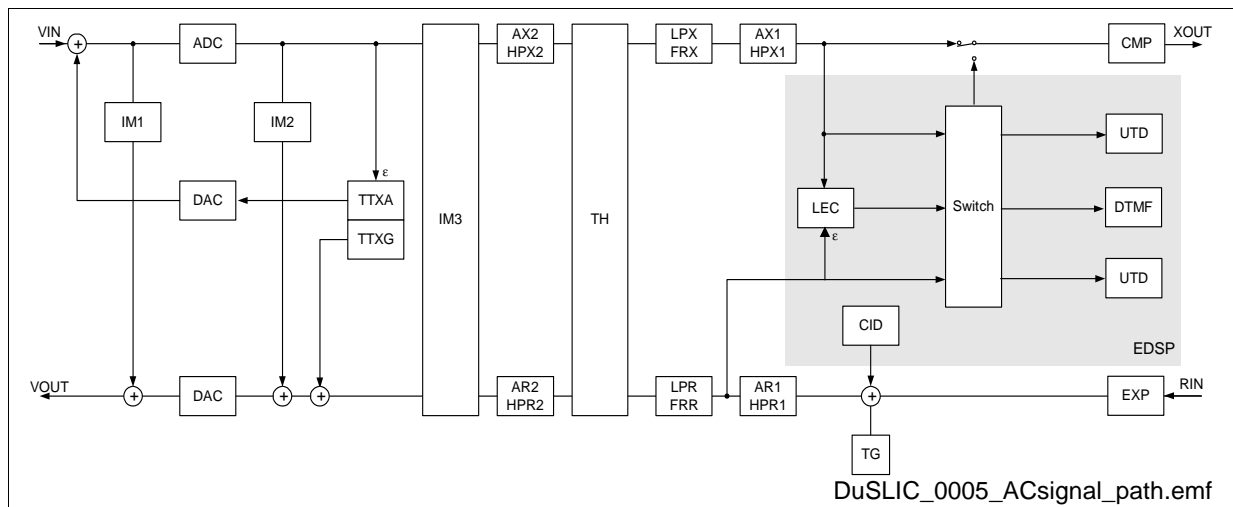 VIN
ADC
AX2
HPX2
LPX
FRX
AX1
HPX1
CMP
XOUT
IM1
IM2
ε
DAC
TTXA
TTXG
IM3
TH
LEC
ε
Switch
UTD
DTMF
UTD
CID
EDSP
VOUT
DAC
AR2
HPR2
LPR
FRR
AR1
HPR1
EXP
RIN
TG
DuSLIC_0005_ACsignal_path.emf